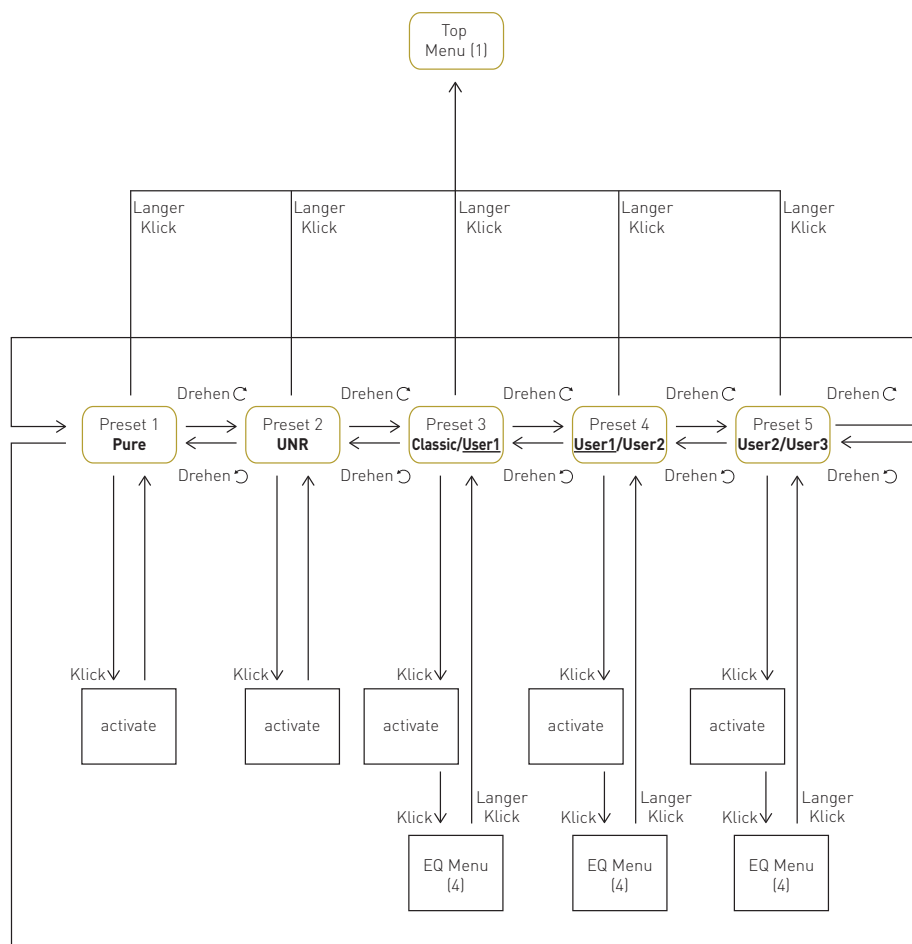 Top
Menu (1)
Langer
Klick
Langer
Klick
Langer
Klick
Langer
Klick
Langer
Klick
Drehen
Drehen
Drehen
Drehen
Drehen
Preset 1
Pure
Preset 2
UNR
Preset 3
Classic/User1
Preset 4
User1/User2
Preset 5
User2/User3
Drehen
Drehen
Drehen
Drehen
Drehen
Klick
Klick
Klick
Klick
Klick
activate
activate
activate
activate
activate
Klick
Langer
Klick
Klick
Langer
Klick
Klick
Langer
Klick
EQ Menu
(4)
EQ Menu
(4)
EQ Menu
(4)